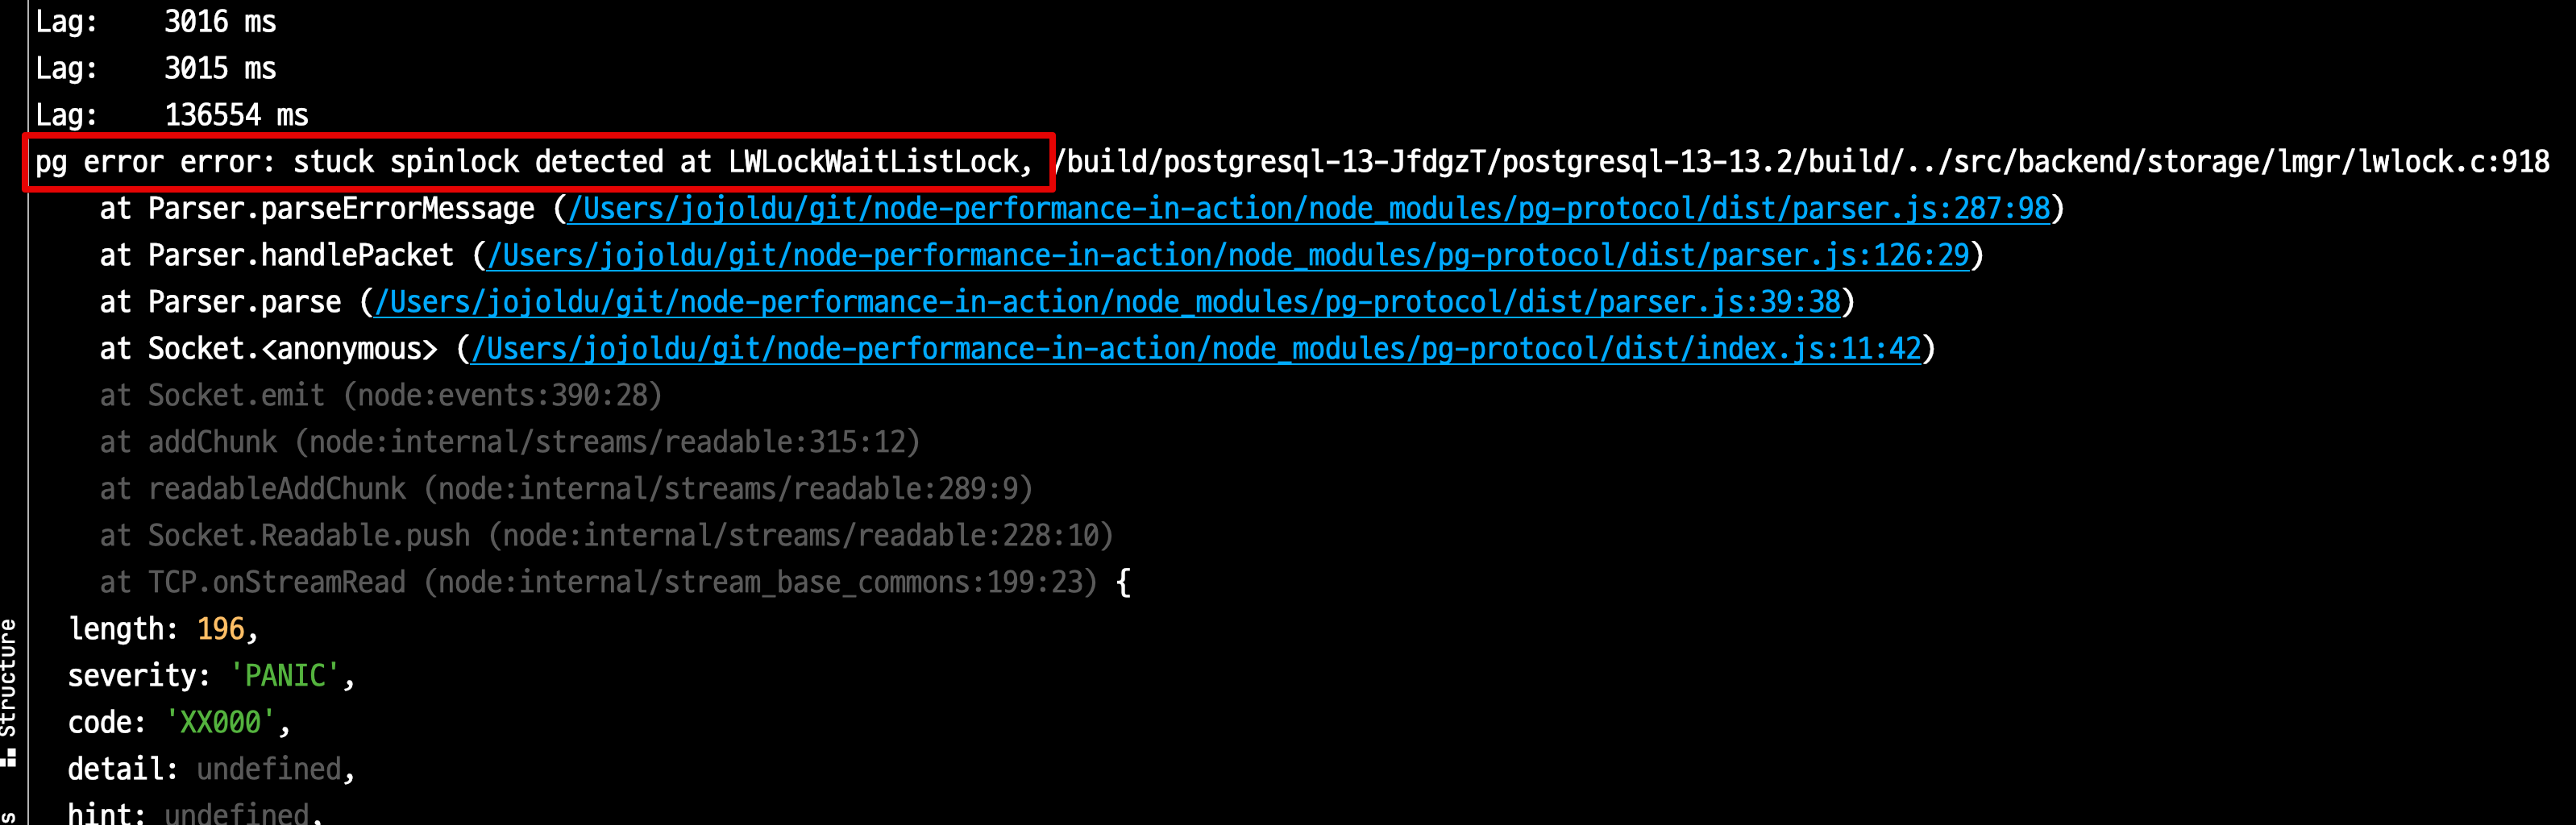 Lag:    3016 ms
Lag:    3015 ms
Lag:    136554 ms
pg error error: stuck spinlock detected at LWLockWaitListLock, /build/postgresql-13-JfdgzT/postgresql-13-13.2/build/../src/backend/storage/lmgr/lwlock.c:918
    at Parser.parseErrorMessage (/Users/jojoldu/git/node-performance-in-action/node_modules/pg-protocol/dist/parser.js:287:98)
    at Parser.handlePacket (/Users/jojoldu/git/node-performance-in-action/node_modules/pg-protocol/dist/parser.js:126:29)
    at Parser.parse (/Users/jojoldu/git/node-performance-in-action/node_modules/pg-protocol/dist/parser.js:39:38)
    at Socket.<anonymous> (/Users/jojoldu/git/node-performance-in-action/node_modules/pg-protocol/dist/index.js:11:42)
    at Socket.emit (node:events:390:28)
    at addChunk (node:internal/streams/readable:315:12)
    at readableAddChunk (node:internal/streams/readable:289:9)
    at Socket.Readable.push (node:internal/streams/readable:228:10)
    at TCP.onStreamRead (node:internal/stream_base_commons:199:23) {
  length: 196,
  severity: 'PANIC',
  code: 'XX000',
  detail: undefined,
  hint: undefined,
Structure